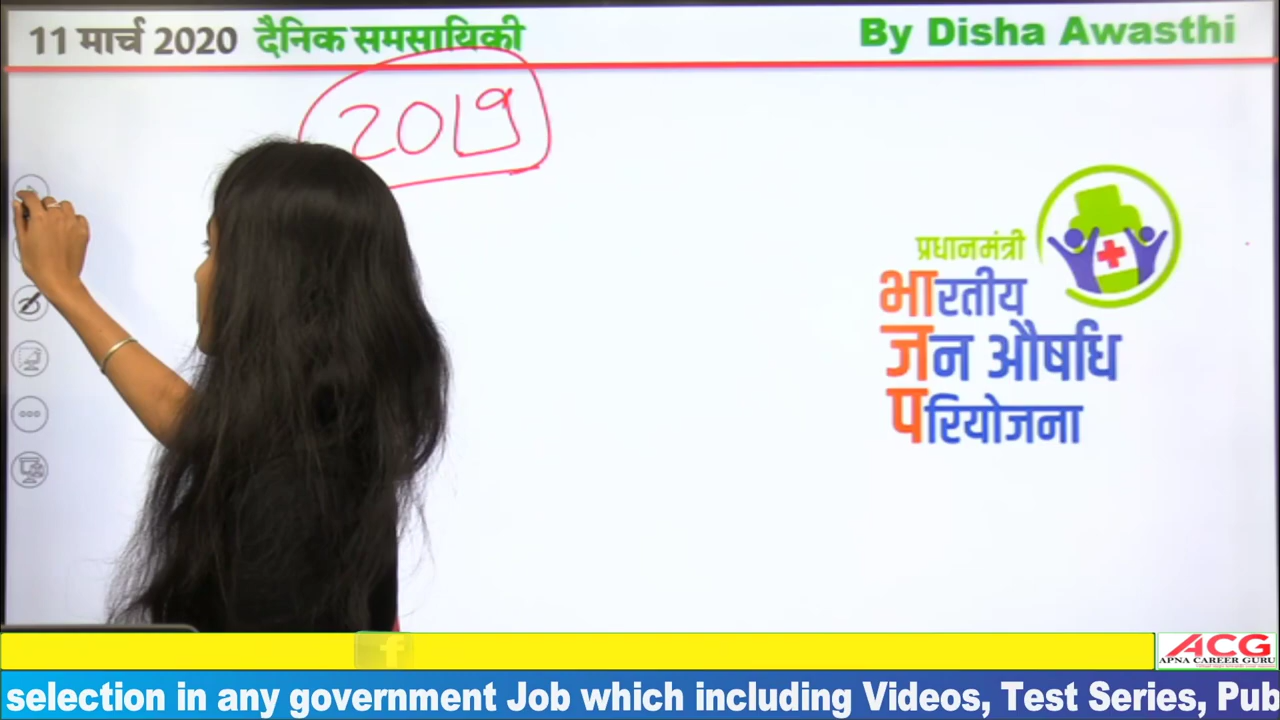 11 मार्च 2020 दैनिक समसायिकी
By Disha Awasthi
2019
प्रधानमंत्री
भारतीय
जन औषधि
परियोजना
f
ACG
APNA CAREER GURU
selection in any government Job which including Videos, Test Series, Pub